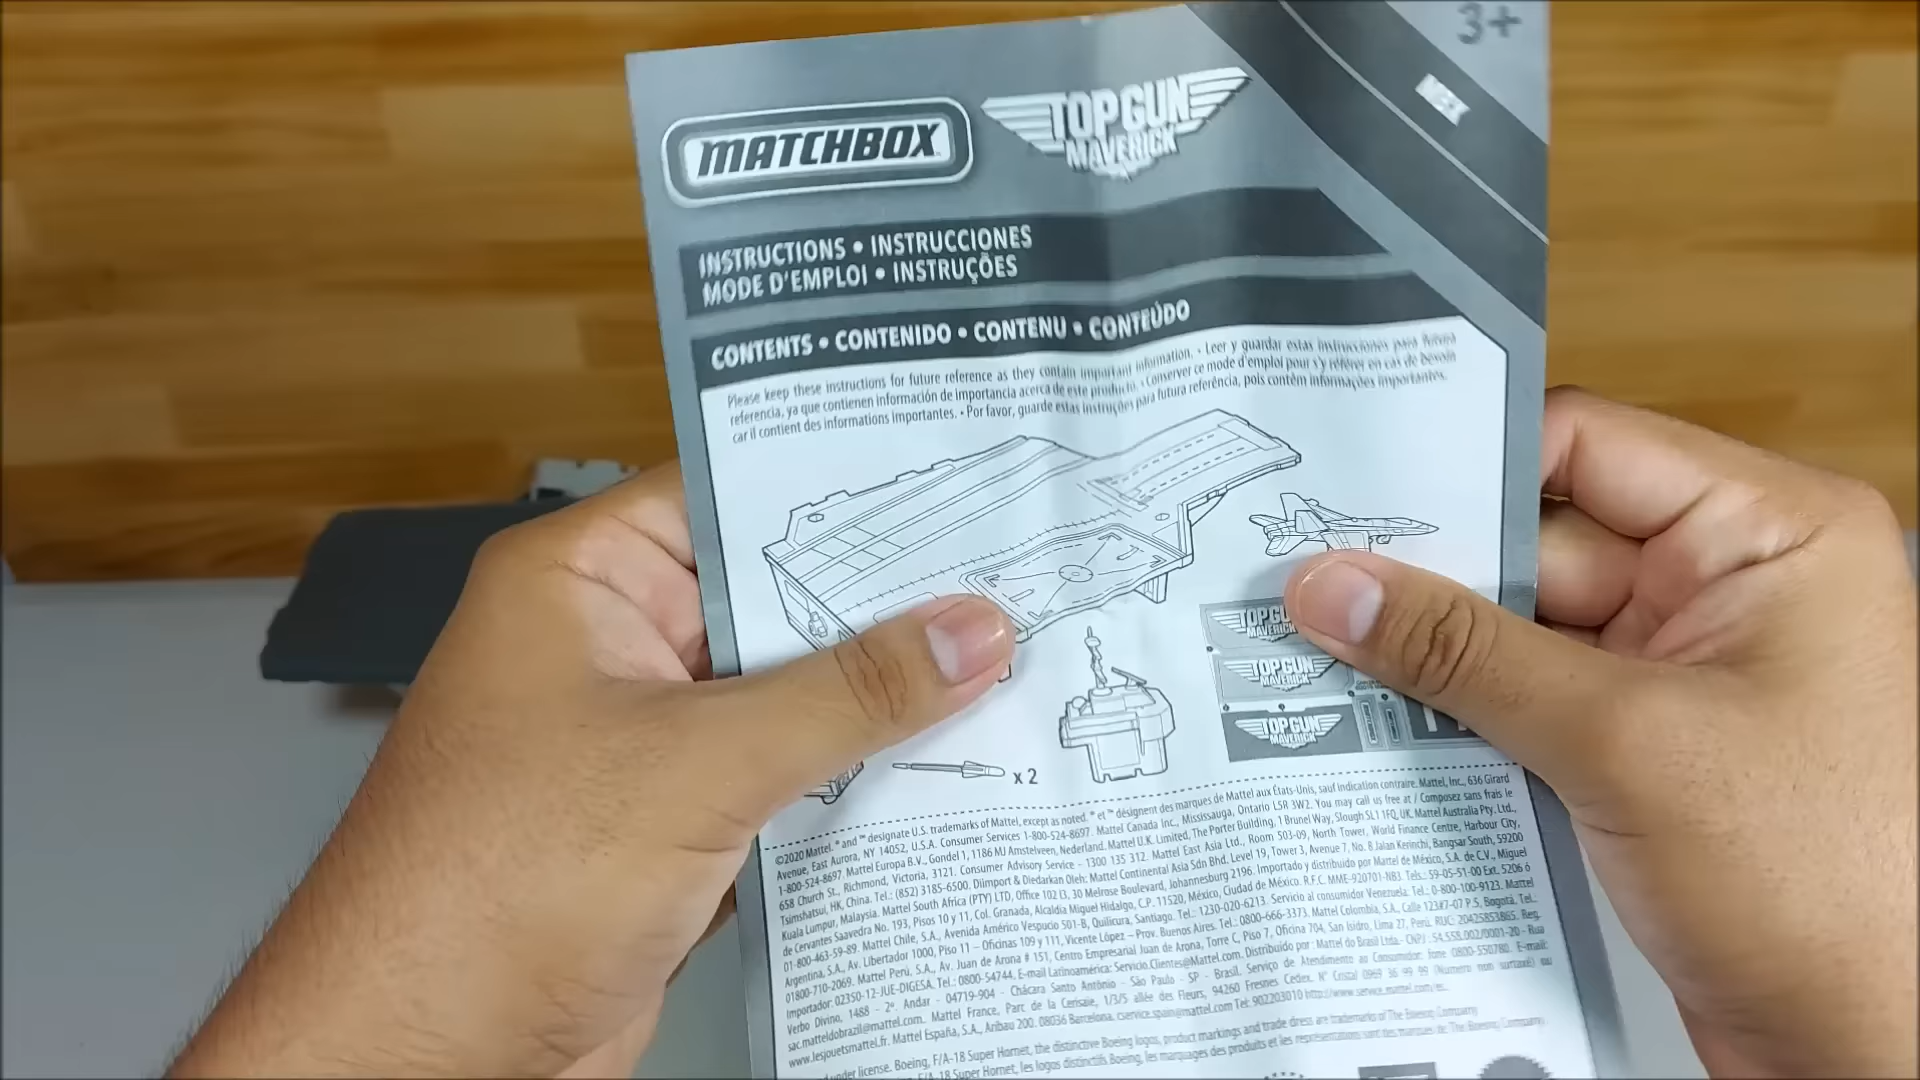 3+
MATCHBOX
TOP GUN
MAVERICK
INSTRUCTIONS • INSTRUCCIONES
MODE D'EMPLOI • INSTRUÇÕES
CONTENTS • CONTENIDO • CONTENU • CONTEÚDO
Please keep these instructions for future reference as they contain important information. • Leer y guardar estas instrucciones para futura
referencia, ya que contienen información de importancia acerca de este producto. • Conserver ce mode d'emploi pour s'y référer en cas de besoin
car il contient des informations importantes. • Por favor, guarde estas instruções para futura referência, pois contêm informações importantes.
TOP GU
MAVERICK
TOP GUN
MAVERICK
TOP GUN
MAVERICK
x 2
©2020 Mattel. ® and ™ designate U.S. trademarks of Mattel, except as noted. ® et ™ désignent des marques de Mattel aux États-Unis, sauf indication contraire. Mattel, Inc., 636 Girard
Avenue, East Aurora, NY 14052, U.S.A. Consumer Services 1-800-524-8697. Mattel Canada Inc., Mississauga, Ontario L5R 3W2. You may call us free at / Composez sans frais le
1-800-524-8697. Mattel Europa B.V., Gondel 1, 1186 MJ Amstelveen, Nederland. Mattel U.K. Limited, The Porter Building, 1 Brunel Way, Slough SL1 1FQ, UK. Mattel Australia Pty. Ltd.,
658 Church St., Richmond, Victoria, 3121. Consumer Advisory Service - 1300 135 312. Mattel East Asia Ltd., Room 503-09, North Tower, World Finance Centre, Harbour City,
Tsimshatsui, HK, China. Tel.: (852) 3185-6500. Diimport & Diedarkan Oleh: Mattel Continental Asia Sdn Bhd. Level 19, Tower 3, Avenue 7, No. 8 Jalan Kerinchi, Bangsar South, 59200
Kuala Lumpur, Malaysia. Mattel South Africa (PTY) LTD, Office 102 I3, 30 Melrose Boulevard, Johannesburg 2196. Importado y distribuido por Mattel de México, S.A. de C.V., Miguel
de Cervantes Saavedra No. 193, Pisos 10 y 11, Col. Granada, Alcaldía Miguel Hidalgo, C.P. 11520, México, Ciudad de México. R.F.C. MME-920701-NB3. Tels.: 59-05-51-00 Ext. 5206 ó
01-800-463-59-89. Mattel Chile, S.A., Avenida Américo Vespucio 501-B, Quilicura, Santiago. Tel.: 1230-020-6213. Servicio al consumidor Venezuela. Tel.: 0-800-100-9123. Mattel
Argentina, S.A., Av. Libertador 1000, Piso 11 – Oficinas 109 y 111, Vicente López – Prov. Buenos Aires. Tel.: 0800-666-3373. Mattel Colombia, S.A., Calle 123#7-07 P.5, Bogotá. Tel.:
01800-710-2069. Mattel Perú, S.A., Av. Juan de Arona # 151, Centro Empresarial Juan de Arona, Torre C, Piso 7, Oficina 704, San Isidro, Lima 27, Perú. RUC: 20425853865. Reg.
Importador: 02350-12-JUE-DIGESA. Tel.: 0800-54744. E-mail Latinoamérica: Servicio.Clientes@Mattel.com. Distribuído por: Mattel do Brasil Ltda. - CNPJ: 54.558.002/0001-20 - Rua
Verbo Divino, 1488 - 2º. Andar - 04719-904 - Chácara Santo Antônio - São Paulo - SP - Brasil. Serviço de Atendimento ao Consumidor: fone 0800-550780. E-mail:
sac.matteldobrazil@mattel.com. Mattel France, Parc de la Cerisaie, 1/3/5 allée des Fleurs, 94260 Fresnes Cedex. N° Cristal 0969 36 99 99 (Numéro non surtaxé) ou
www.lesjouetsmattel.fr. Mattel España, S.A., Aribau 200. 08036 Barcelona. cservice.spain@mattel.com Tel: 902203010 http://www.service.mattel.com/es.
under license. Boeing, F/A-18 Super Hornet, the distinctive Boeing logos, product markings and trade dress are trademarks of The Boeing Company.
F/A-18 Super Hornet, les logos distinctifs Boeing, les marquages des produits et les représentations sont des marques de The Boeing Company.